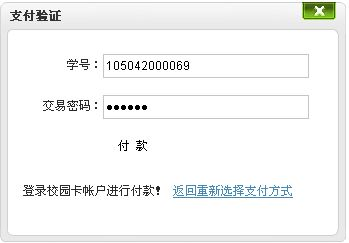 支付验证
学号：105042000069
交易密码：●●●●●●
付 款
登录校园卡帐户进行付款！ 返回重新选择支付方式